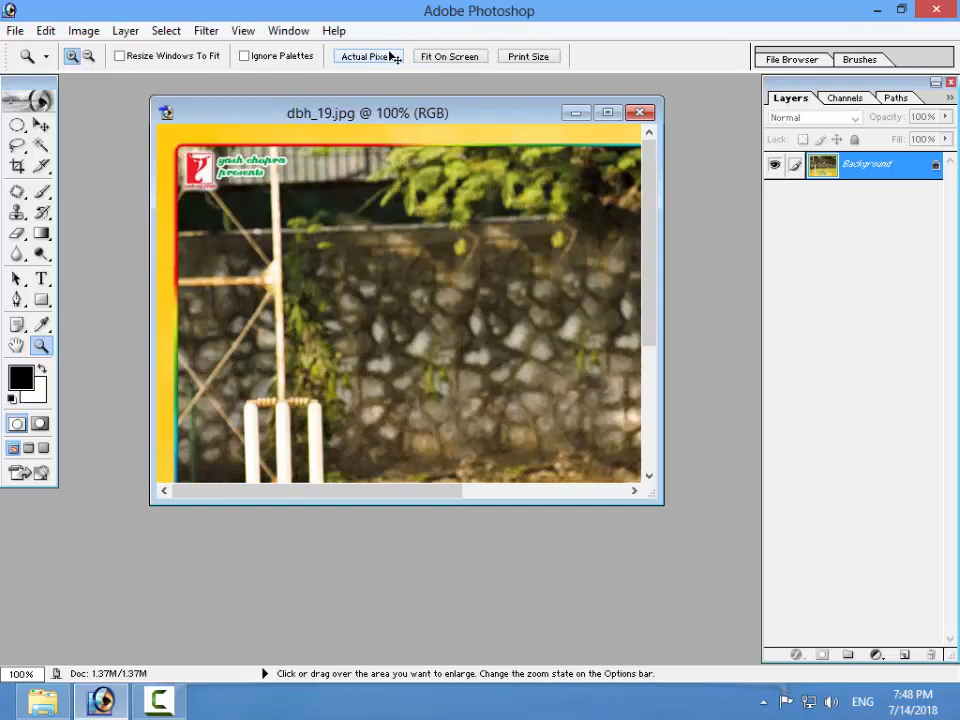 Adobe Photoshop
File Edit Image Layer Select Filter View Window Help
Resize Windows To Fit Ignore Palettes Actual Pixe Fit On Screen Print Size File Browser Brushes
dbh_19.jpg @ 100% (RGB)
yash chopra
presents
Layers Channels Paths
Normal Opacity: 100%
Lock: Fill: 100%
Background
100% Doc: 1.37M/1.37M Click or drag over the area you want to enlarge. Change the zoom state on the Options bar.
ENG
7:48 PM
7/14/2018